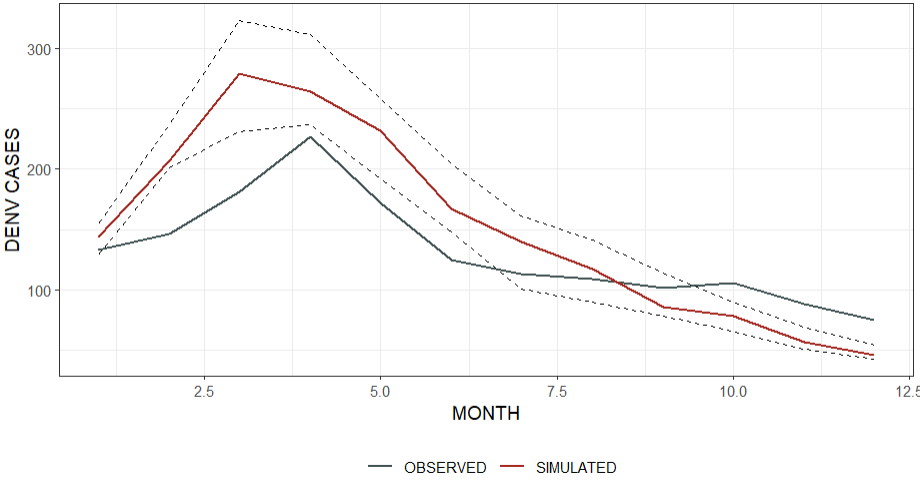 300
200
100
DENV CASES
2.5 5.0 7.5 10.0 12.5
MONTH
OBSERVED SIMULATED